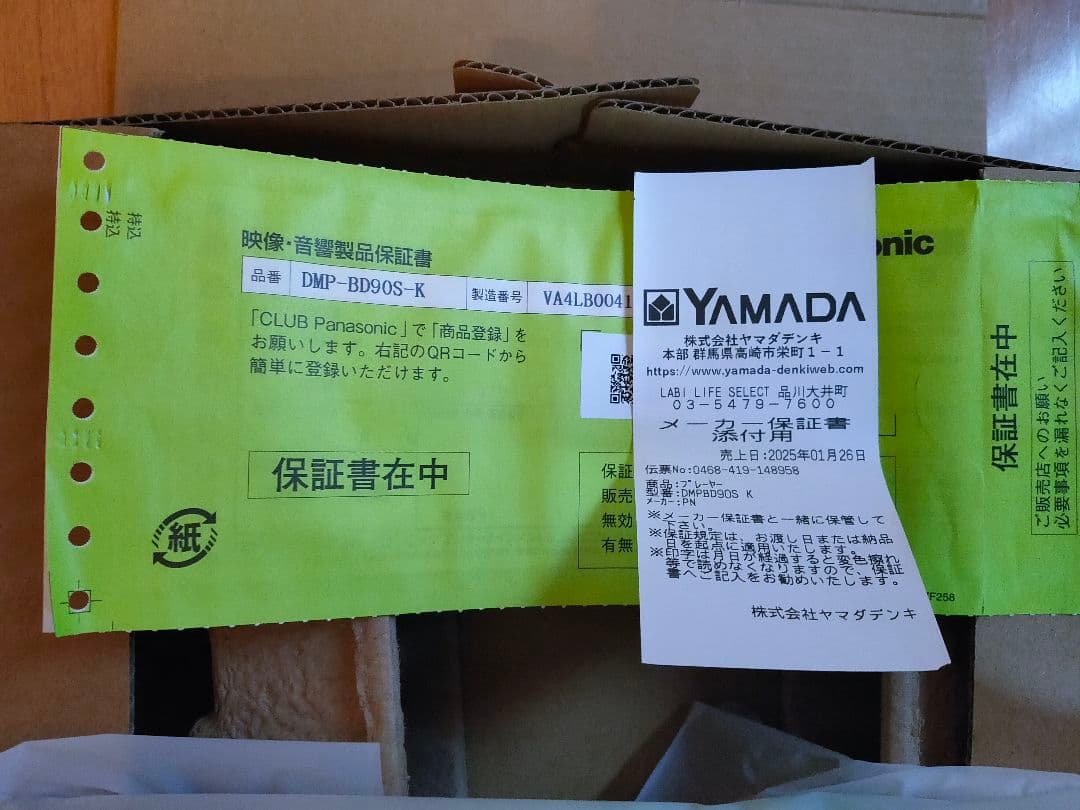 持込
持込
映像・音響製品保証書
品番 DMP-BD90S-K 製造番号 VA4LB0041
「CLUB Panasonic」で「商品登録」を
お願いします。右記のQRコードから
簡単に登録いただけます。
保証書在中
紙
保証
販売
無効
有無
onic
YAMADA
株式会社ヤマダデンキ
本部 群馬県高崎市栄町1-1
https://www.yamada-denkiweb.com
LABI LIFE SELECT 品川大井町
03-5479-7600
メーカー保証書
添付用
売上日:2025年01月26日
伝票No:0468-419-148958
商品:プレーヤー
型番:DMPBD90S K
メーカー:PN
※メーカー保証書と一緒に保管して
下さい。
※保証規定は、お渡し日または納品
日を起点に適用いたします。
※印字は月日が経過すると変色擦れ
等で読めなくなりますので、保証
書へご記入をお勧めいたします。
株式会社ヤマダデンキ
保証書在中
ご販売店へのお願い
必要事項を漏れなくご記入ください
F258